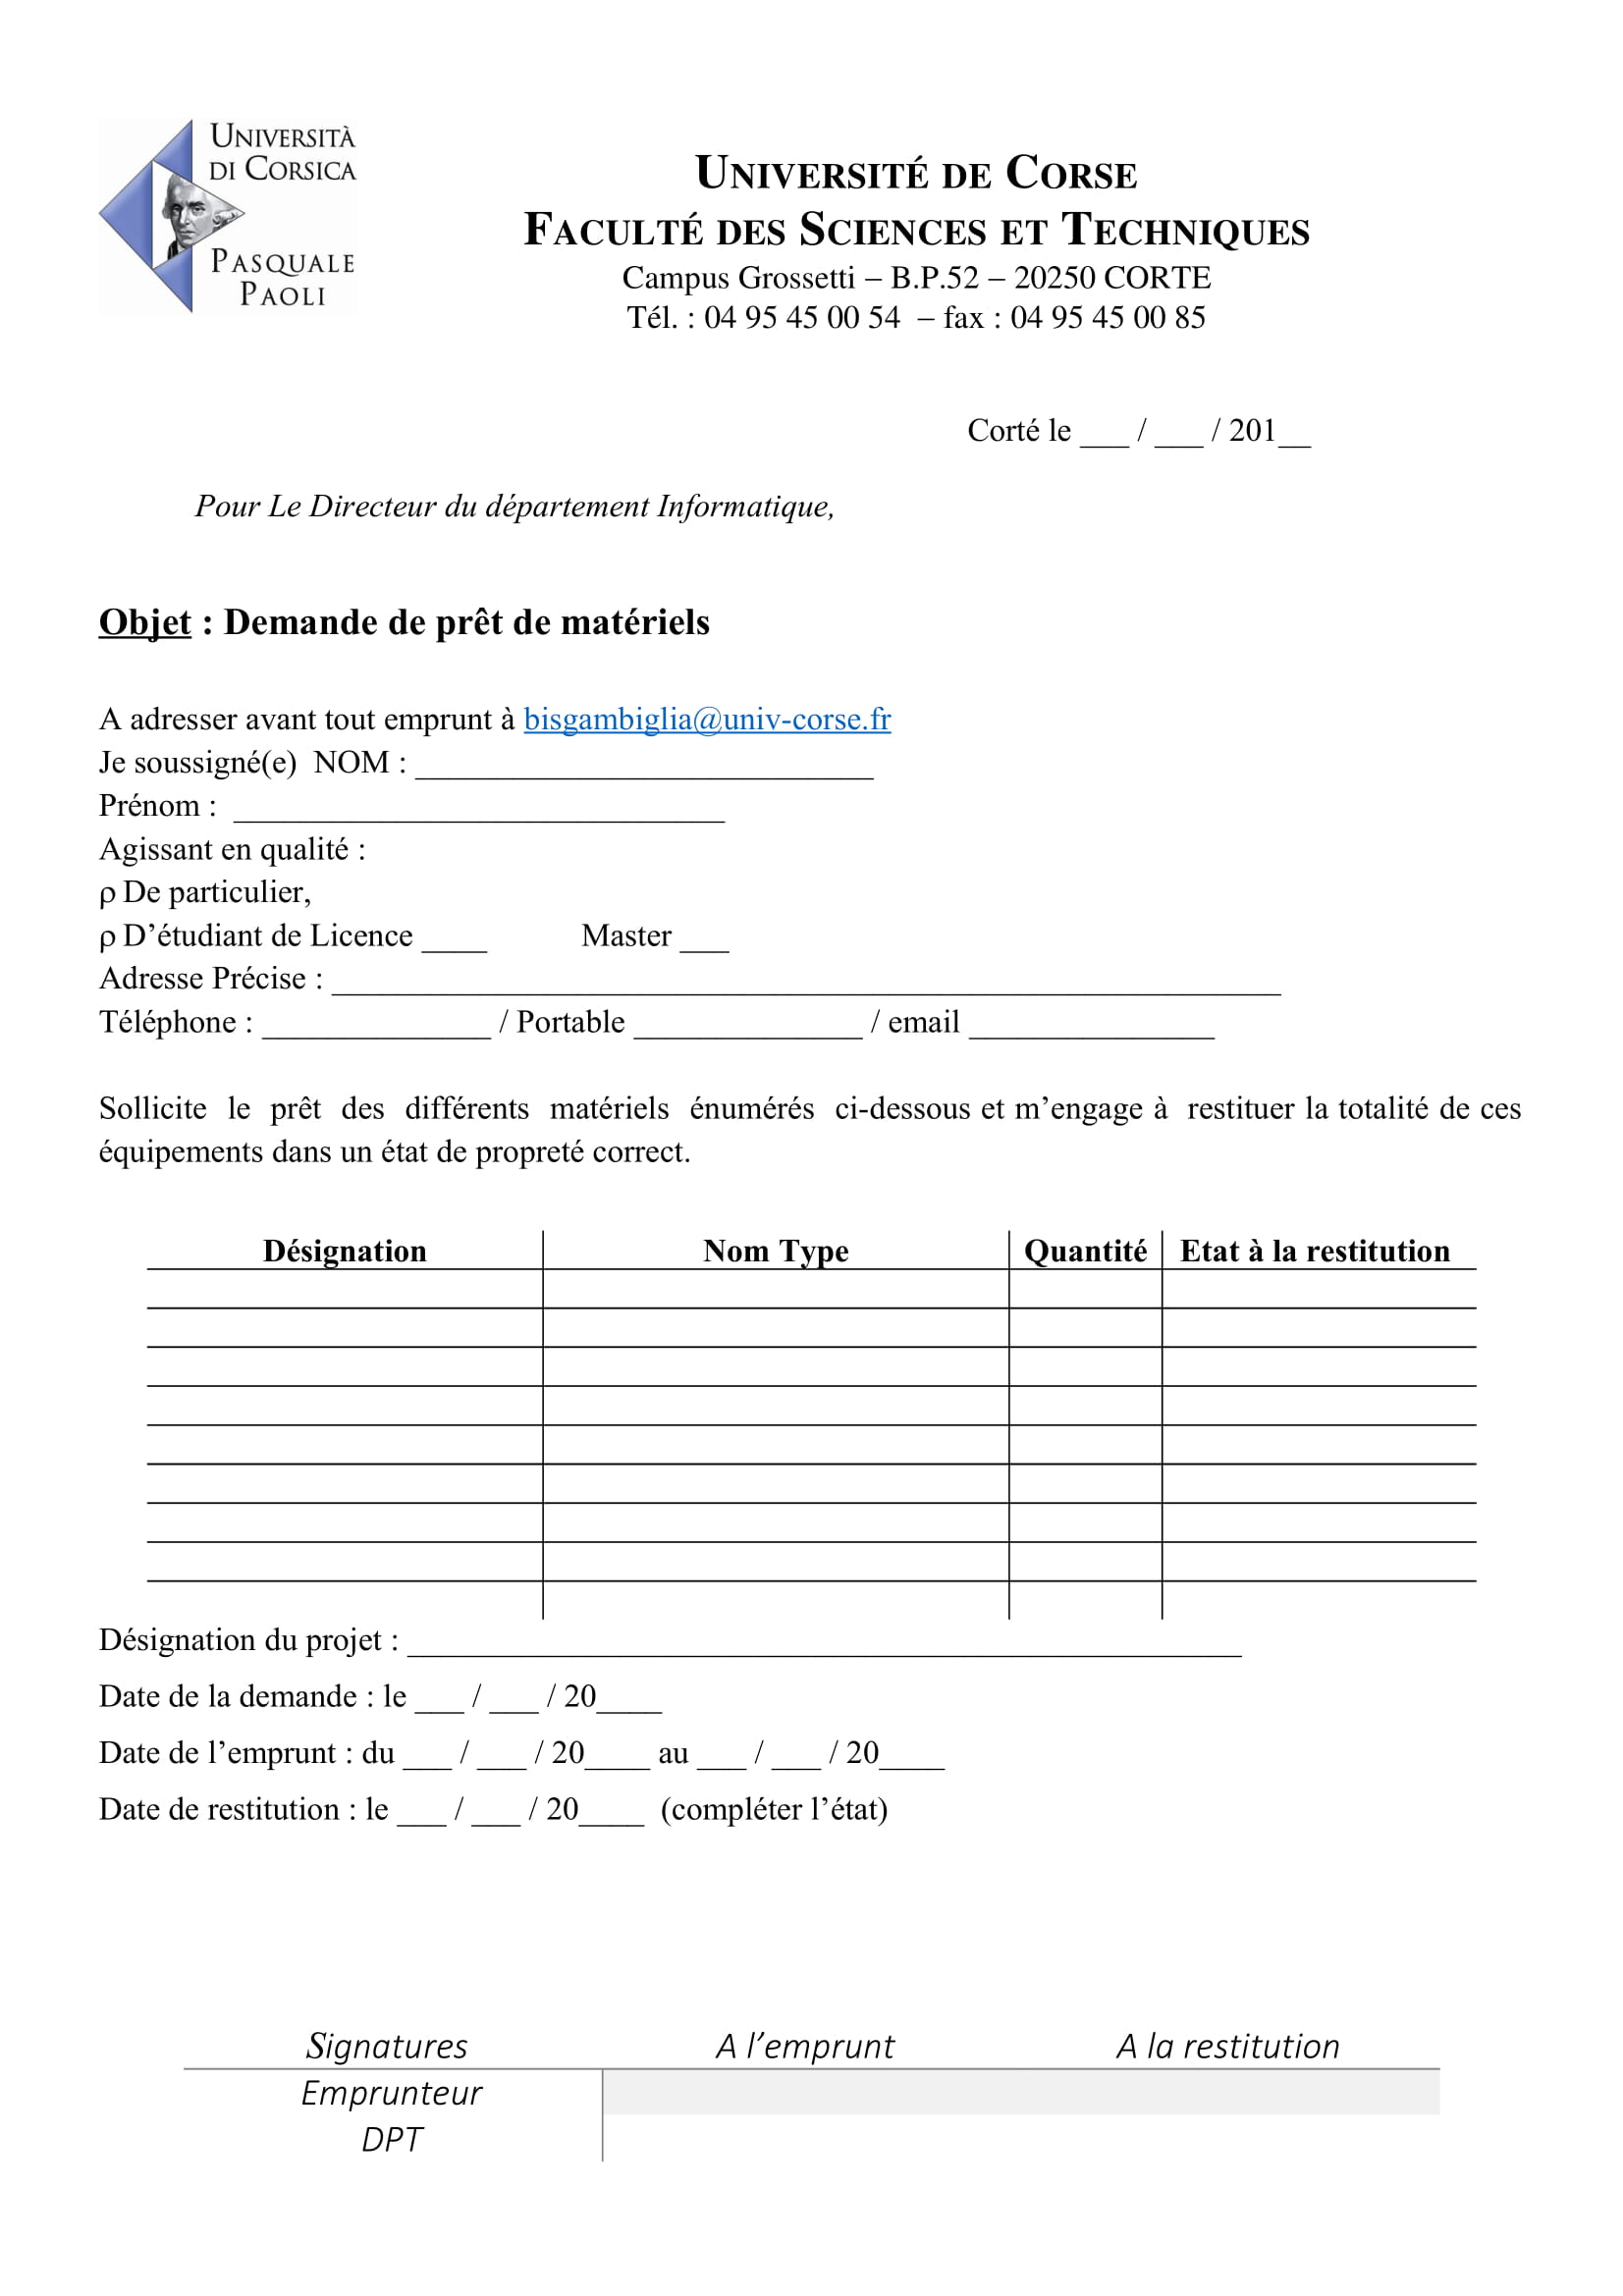 UNIVERSITÀ
DI CORSICA
PASQUALE
PAOLI
UNIVERSITÉ DE CORSE
FACULTÉ DES SCIENCES ET TECHNIQUES
Campus Grossetti – B.P.52 – 20250 CORTE
Tél. : 04 95 45 00 54 – fax : 04 95 45 00 85
Corté le ___ / ___ / 201__
Pour Le Directeur du département Informatique,
Objet : Demande de prêt de matériels
A adresser avant tout emprunt à bisgambiglia@univ-corse.fr
Je soussigné(e) NOM : ____________________________
Prénom : ______________________________
Agissant en qualité :
ρ De particulier,
ρ D’étudiant de Licence ____ Master ___
Adresse Précise : __________________________________________________________
Téléphone : ______________ / Portable ______________ / email _______________
Sollicite le prêt des différents matériels énumérés ci-dessous et m’engage à restituer la totalité de ces
équipements dans un état de propreté correct.
Désignation Nom Type Quantité Etat à la restitution
Désignation du projet : ___________________________________________________
Date de la demande : le ___ / ___ / 20____
Date de l’emprunt : du ___ / ___ / 20____ au ___ / ___ / 20____
Date de restitution : le ___ / ___ / 20____ (compléter l’état)
Signatures A l’emprunt A la restitution
Emprunteur
DPT